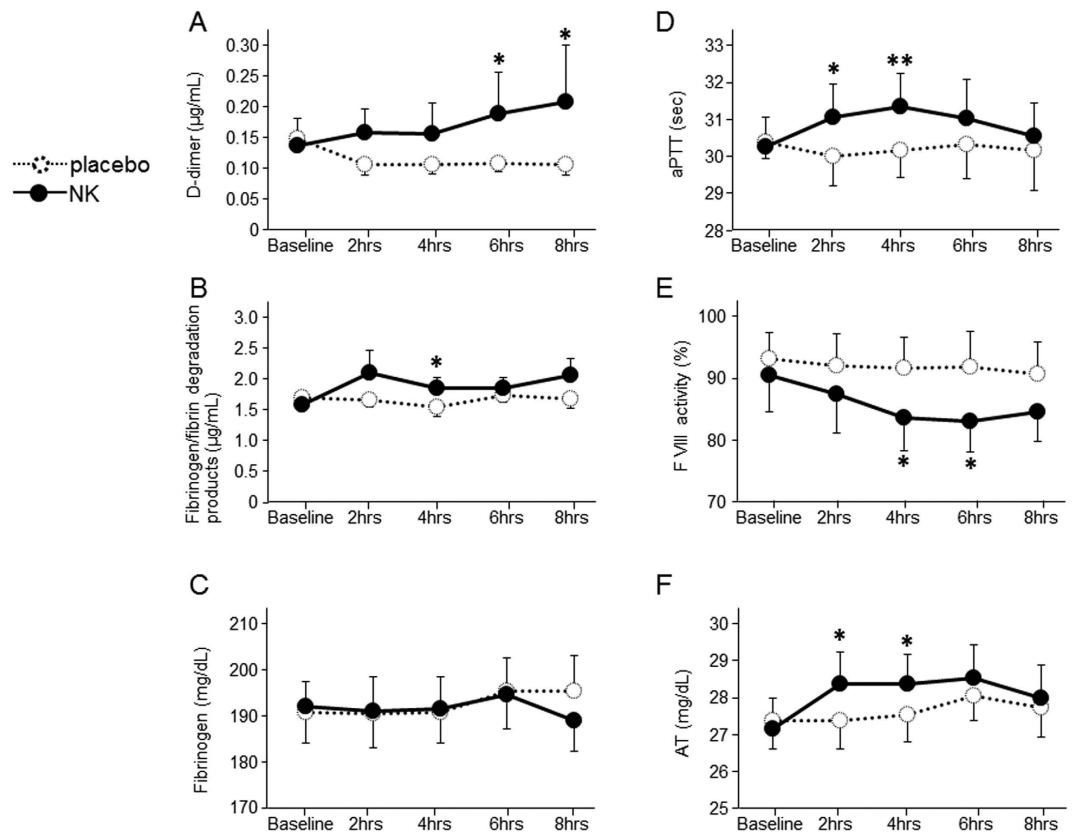 placebo
NK
A
D-dimer (µg/mL)
0.30
0.25
0.20
0.15
0.10
0.05
0
*
*
Baseline 2hrs 4hrs 6hrs 8hrs
B
Fibrinogen/fibrin degradation
products (µg/mL)
3.0
2.5
2.0
1.5
1.0
0.5
0
*
Baseline 2hrs 4hrs 6hrs 8hrs
C
Fibrinogen (mg/dL)
210
200
190
180
170
Baseline 2hrs 4hrs 6hrs 8hrs
D
aPTT (sec)
33
32
31
30
29
28
*
**
Baseline 2hrs 4hrs 6hrs 8hrs
E
F VIII activity (%)
100
90
80
70
*
*
Baseline 2hrs 4hrs 6hrs 8hrs
F
AT (mg/dL)
30
29
28
27
26
25
*
*
Baseline 2hrs 4hrs 6hrs 8hrs